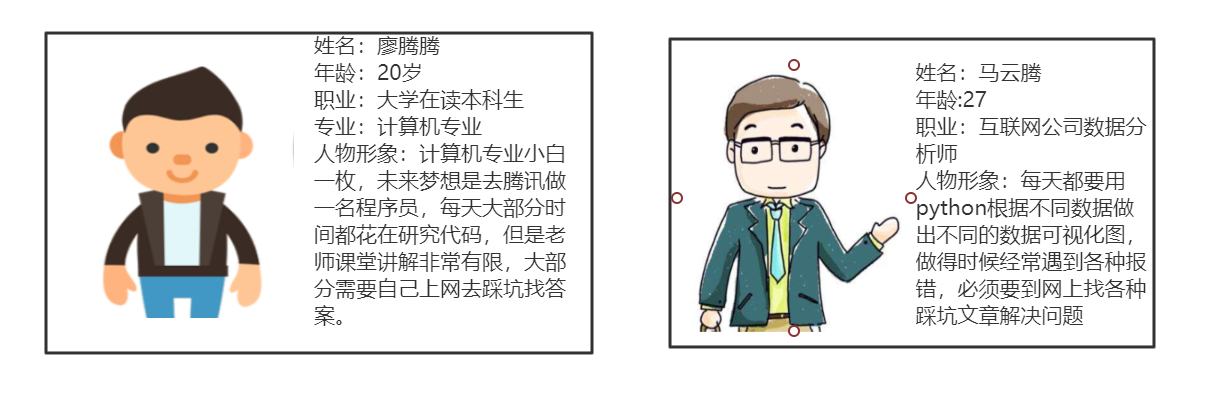 姓名：廖腾腾
年龄：20岁
职业：大学在读本科生
专业：计算机专业
人物形象：计算机专业小白
一枚，未来梦想是去腾讯做
一名程序员，每天大部分时
间都花在研究代码，但是老
师课堂讲解非常有限，大部
分需要自己上网去踩坑找答
案。
姓名：马云腾
年龄:27
职业：互联网公司数据分
析师
人物形象：每天都要用
python根据不同数据做
出不同的数据可视化图，
做得时候经常遇到各种报
错，必须要到网上找各种
踩坑文章解决问题